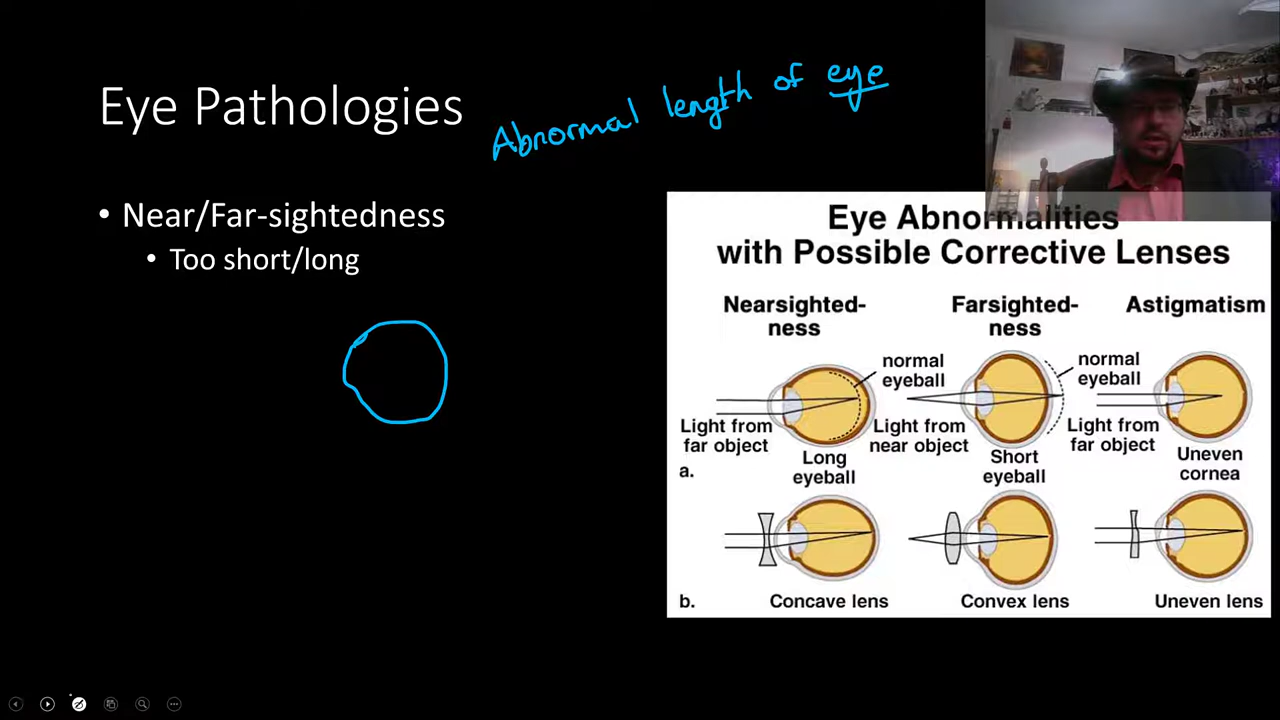 Eye Pathologies
Abnormal length of eye
• Near/Far-sightedness
• Too short/long
Eye Abnormalities
with Possible Corrective Lenses
Nearsighted-
ness
Farsighted-
ness
Astigmatism
normal
eyeball
normal
eyeball
Light from
far object
Light from
near object
Light from
far object
Long
eyeball
Short
eyeball
Uneven
cornea
a.
b.
Concave lens
Convex lens
Uneven lens